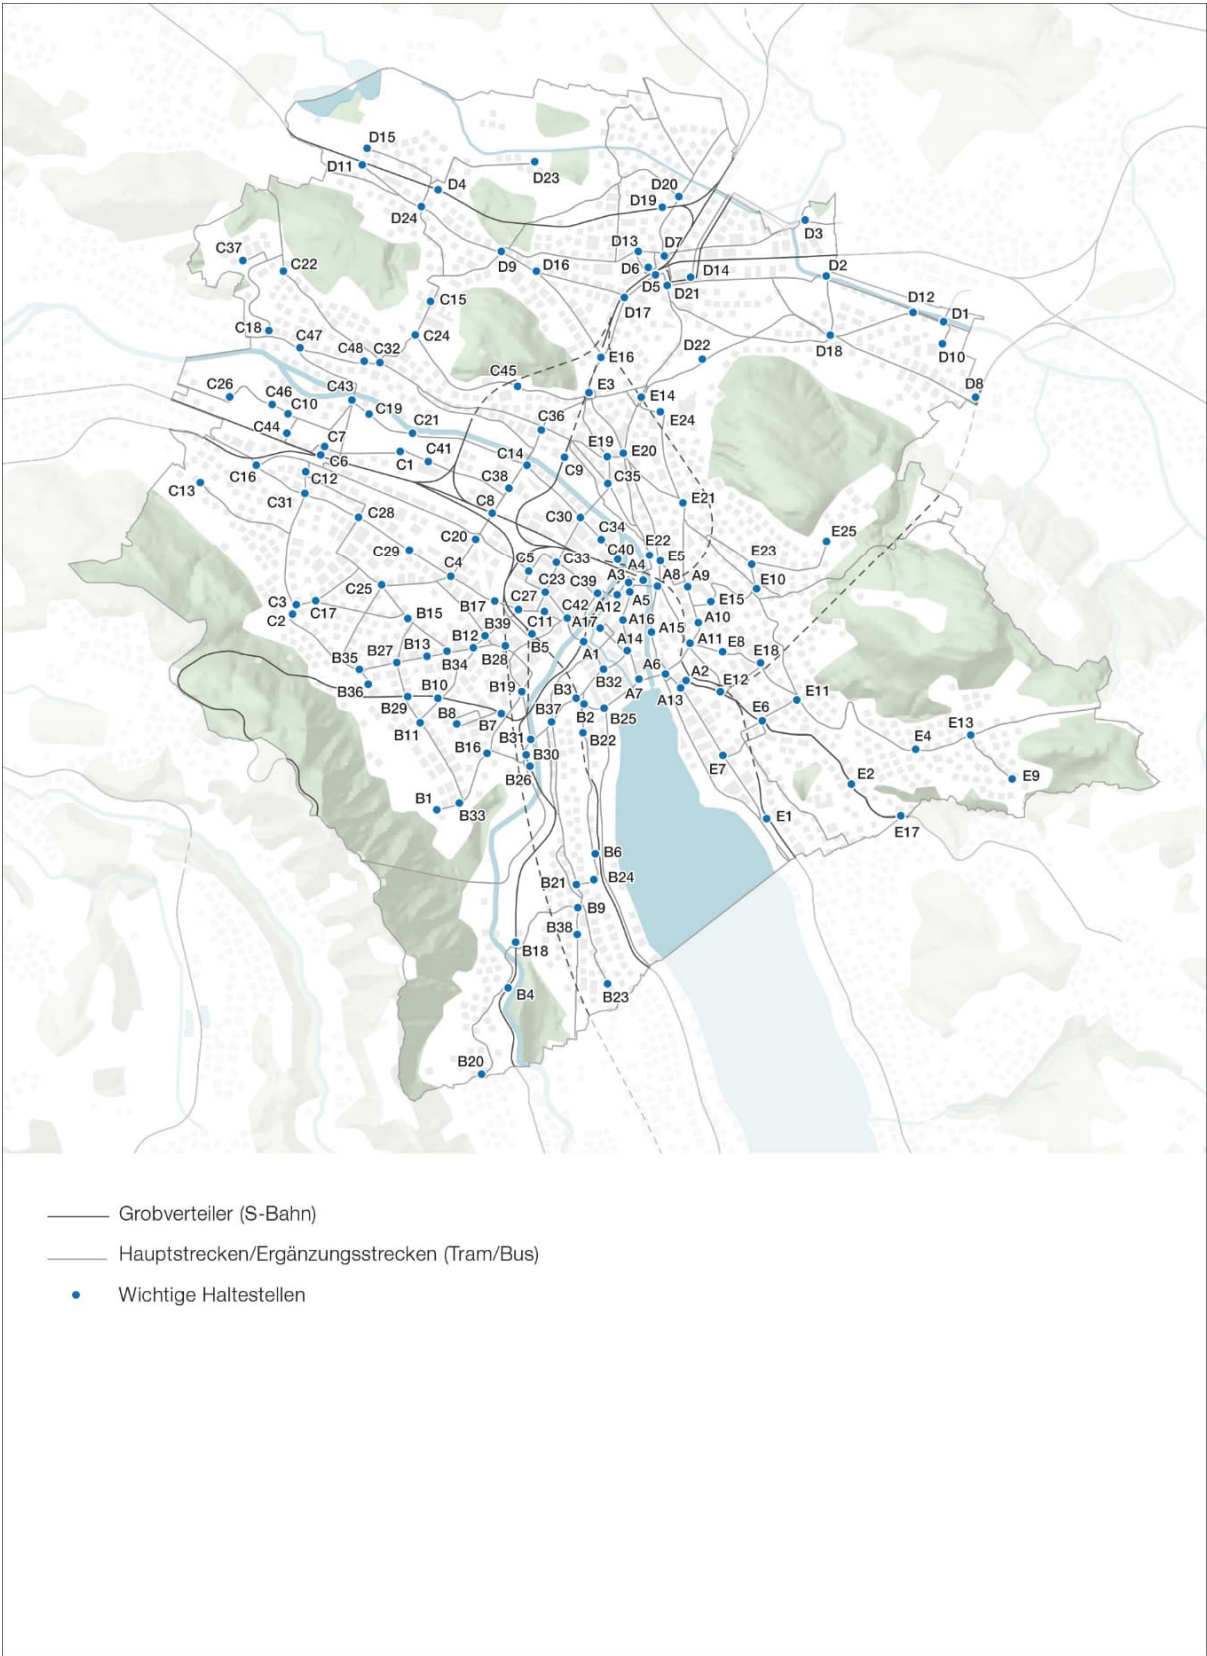 D15
D11
D4
D23
D24
D20
D19
D3
D13
D7
D9
D16
D6
D5
D14
D21
D2
D17
D12
D1
D10
D18
D22
D8
C37
C22
C15
C18
C47
C24
C48
C32
E16
C45
E3
C26
C46
C10
C43
C19
E14
E24
C44
C7
C21
C36
C6
C1
C41
E19
E20
C16
C12
C14
C9
C13
C31
C38
C35
C28
C8
E21
C30
C34
C29
C20
C40
E22
E5
E25
C4
C5
C33
A4
E23
C25
C23
C39
A3
A8
A9
E10
C3
C17
C2
B17
C27
A12
A5
E15
B15
C11
C42
A17
A16
A15
A10
B39
B12
B5
A14
A11
E8
B35
B27
B13
B34
B28
A1
E18
B36
B32
A6
A2
B10
B19
B3
A7
A13
E12
E11
B29
B8
B37
B2
B25
E6
E13
B11
B7
B22
E4
B16
B31
B30
E7
B26
E2
E9
B1
B33
E1
E17
B6
B21
B24
B9
B38
B18
B4
B23
B20
Grobverteiler (S-Bahn)
Hauptstrecken/Ergänzungsstrecken (Tram/Bus)
Wichtige Haltestellen